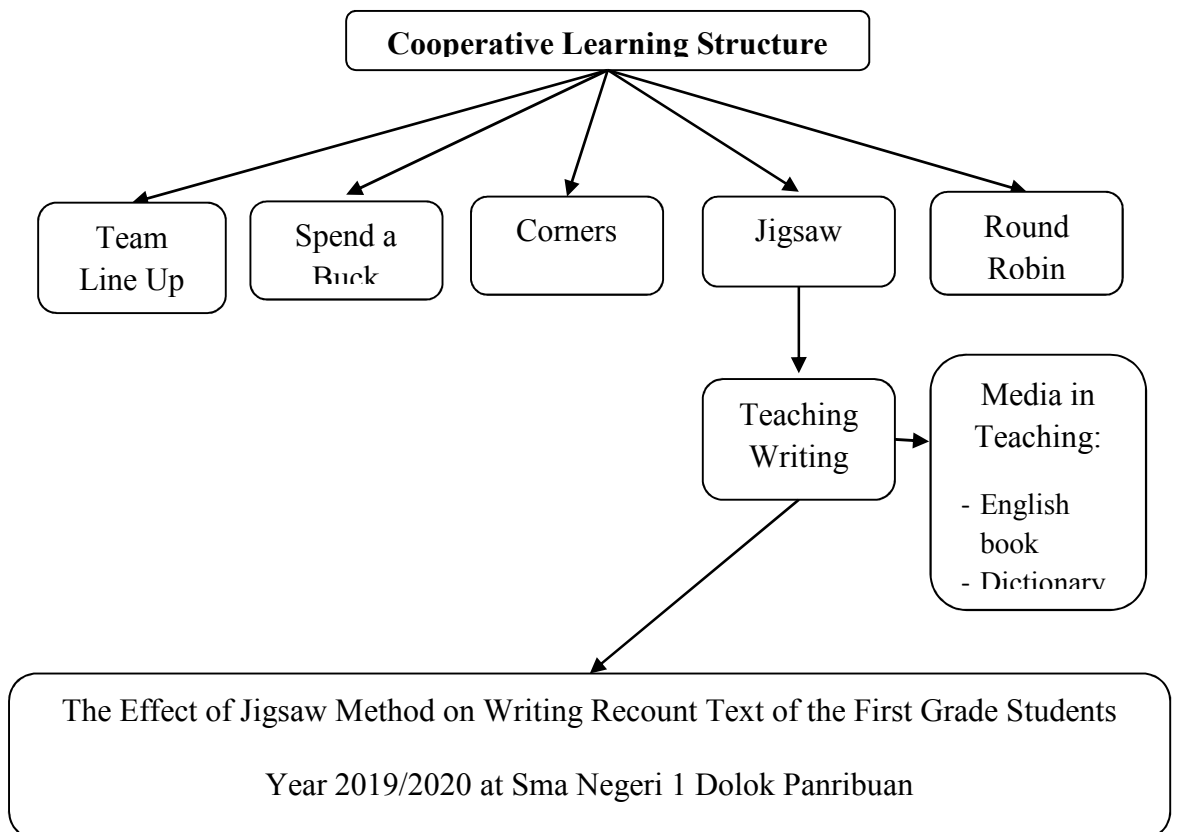 Cooperative Learning Structure
Team
Line Up
Spend a
Buck
Corners
Jigsaw
Round
Robin
Teaching
Writing
Media in
Teaching:
- English
book
- Dictionary
The Effect of Jigsaw Method on Writing Recount Text of the First Grade Students
Year 2019/2020 at Sma Negeri 1 Dolok Panribuan